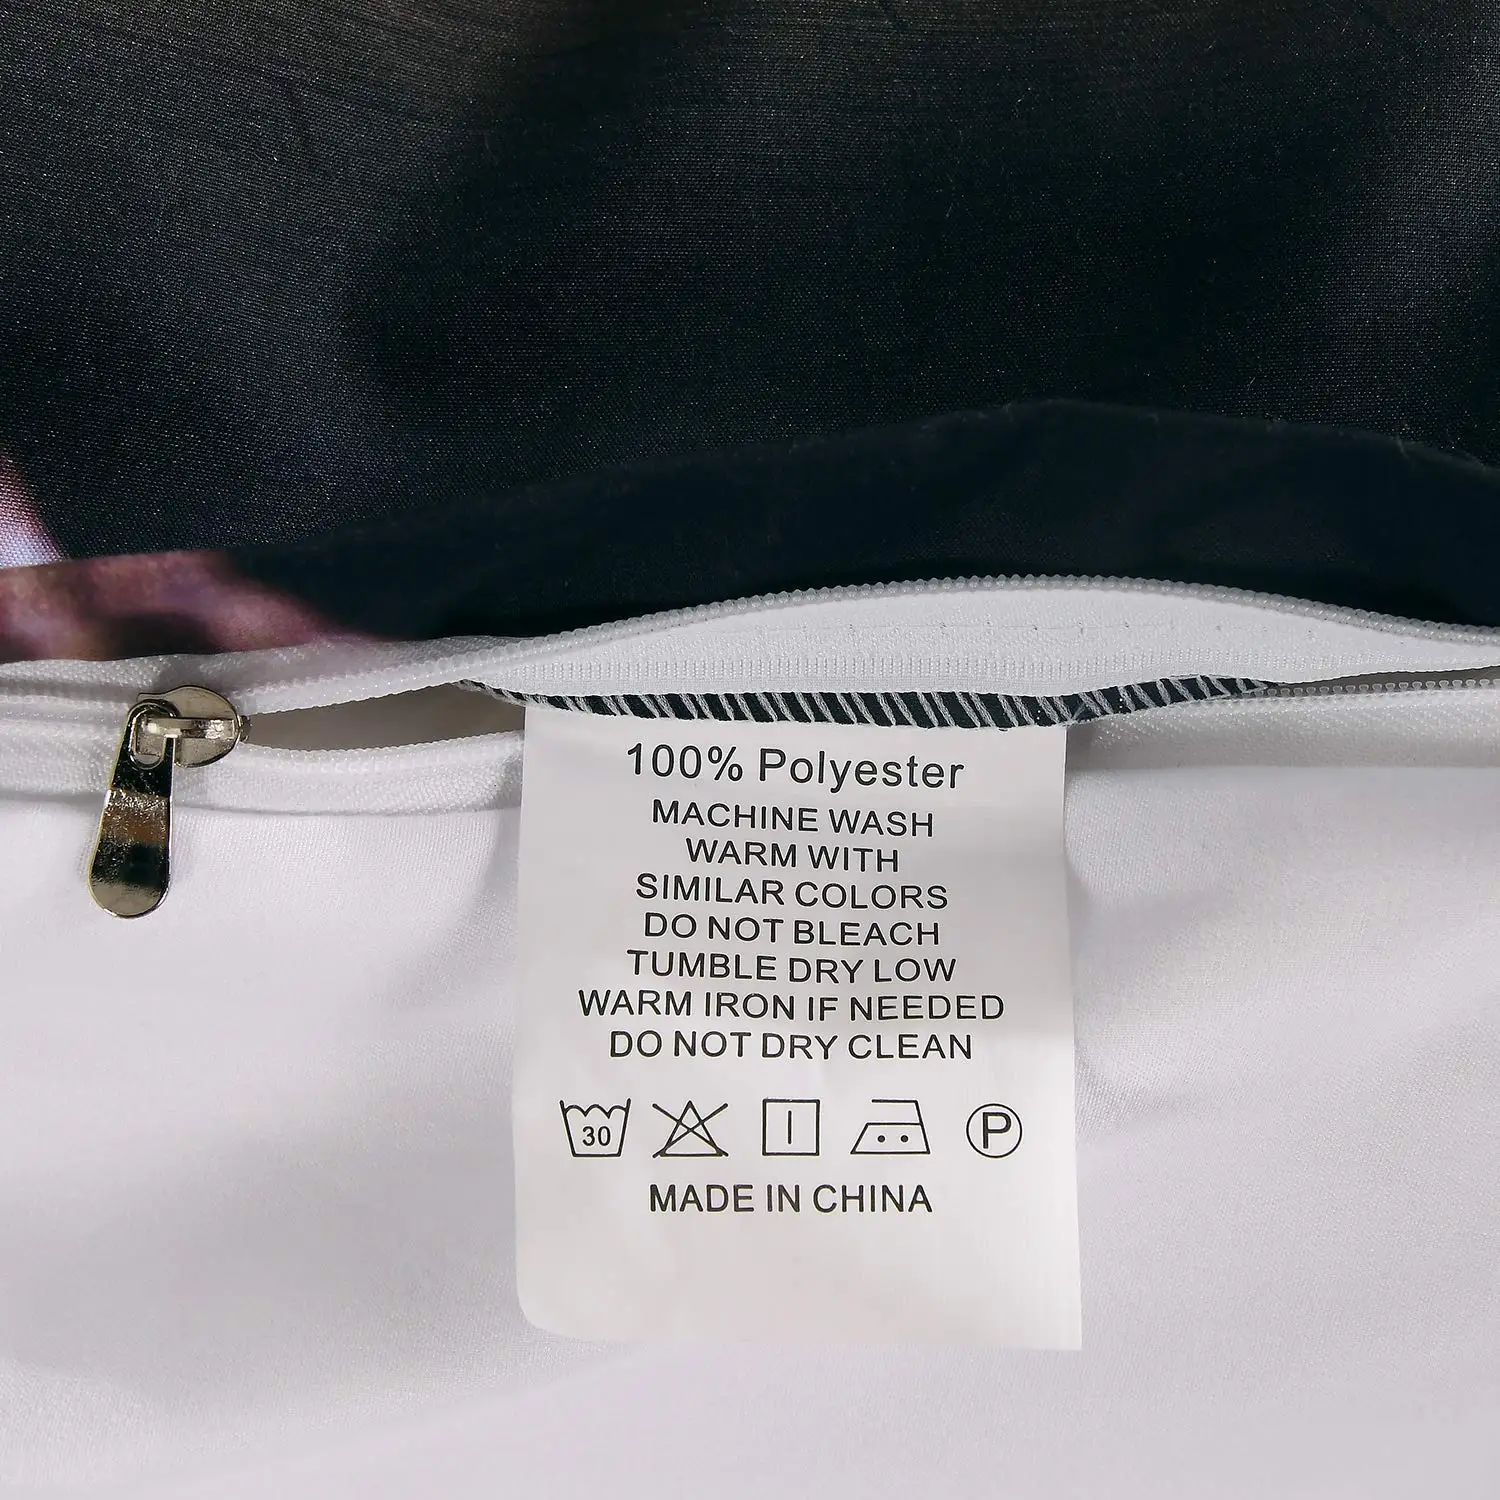 100% Polyester
MACHINE WASH
WARM WITH
SIMILAR COLORS
DO NOT BLEACH
TUMBLE DRY LOW
WARM IRON IF NEEDED
DO NOT DRY CLEAN
30 P
MADE IN CHINA